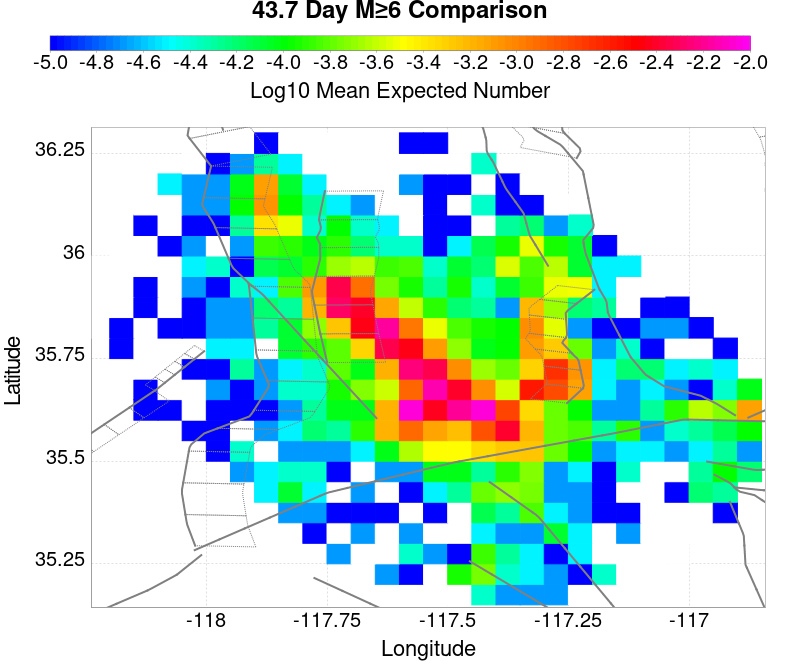 43.7 Day M≥6 Comparison
-5.0 -4.8 -4.6 -4.4 -4.2 -4.0 -3.8 -3.6 -3.4 -3.2 -3.0 -2.8 -2.6 -2.4 -2.2 -2.0
Log10 Mean Expected Number
36.25
36
35.75
35.5
35.25
Latitude
-118 -117.75 -117.5 -117.25 -117
Longitude